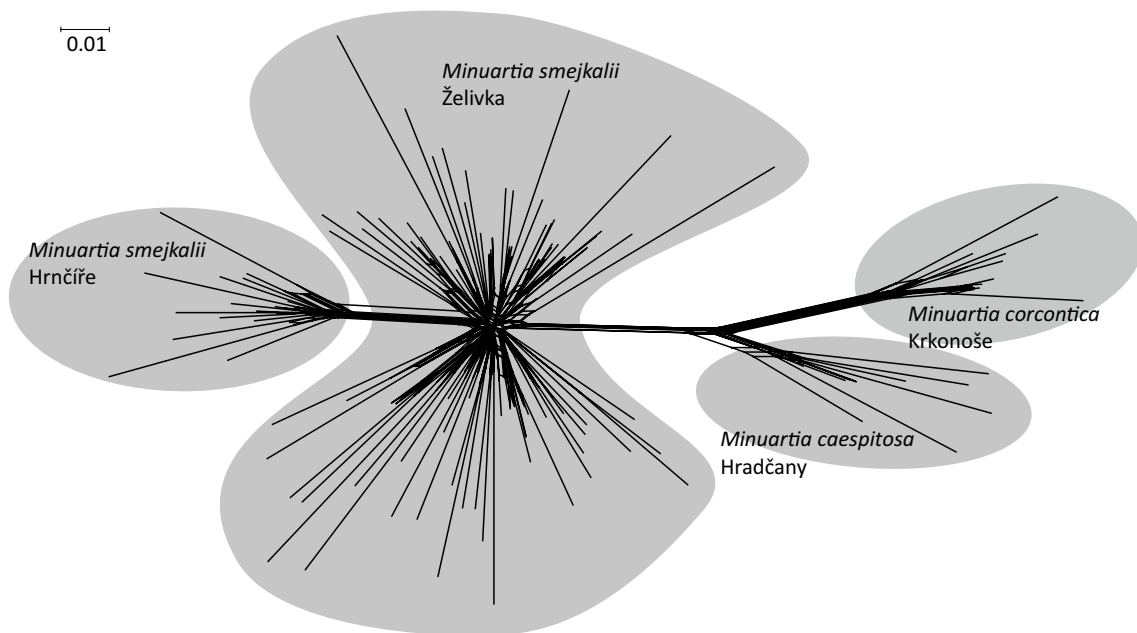 0.01
Minuartia smejkalii
Želivka
Minuartia smejkalii
Hrnčíře
Minuartia corcontica
Krkonoše
Minuartia caespitosa
Hradčany